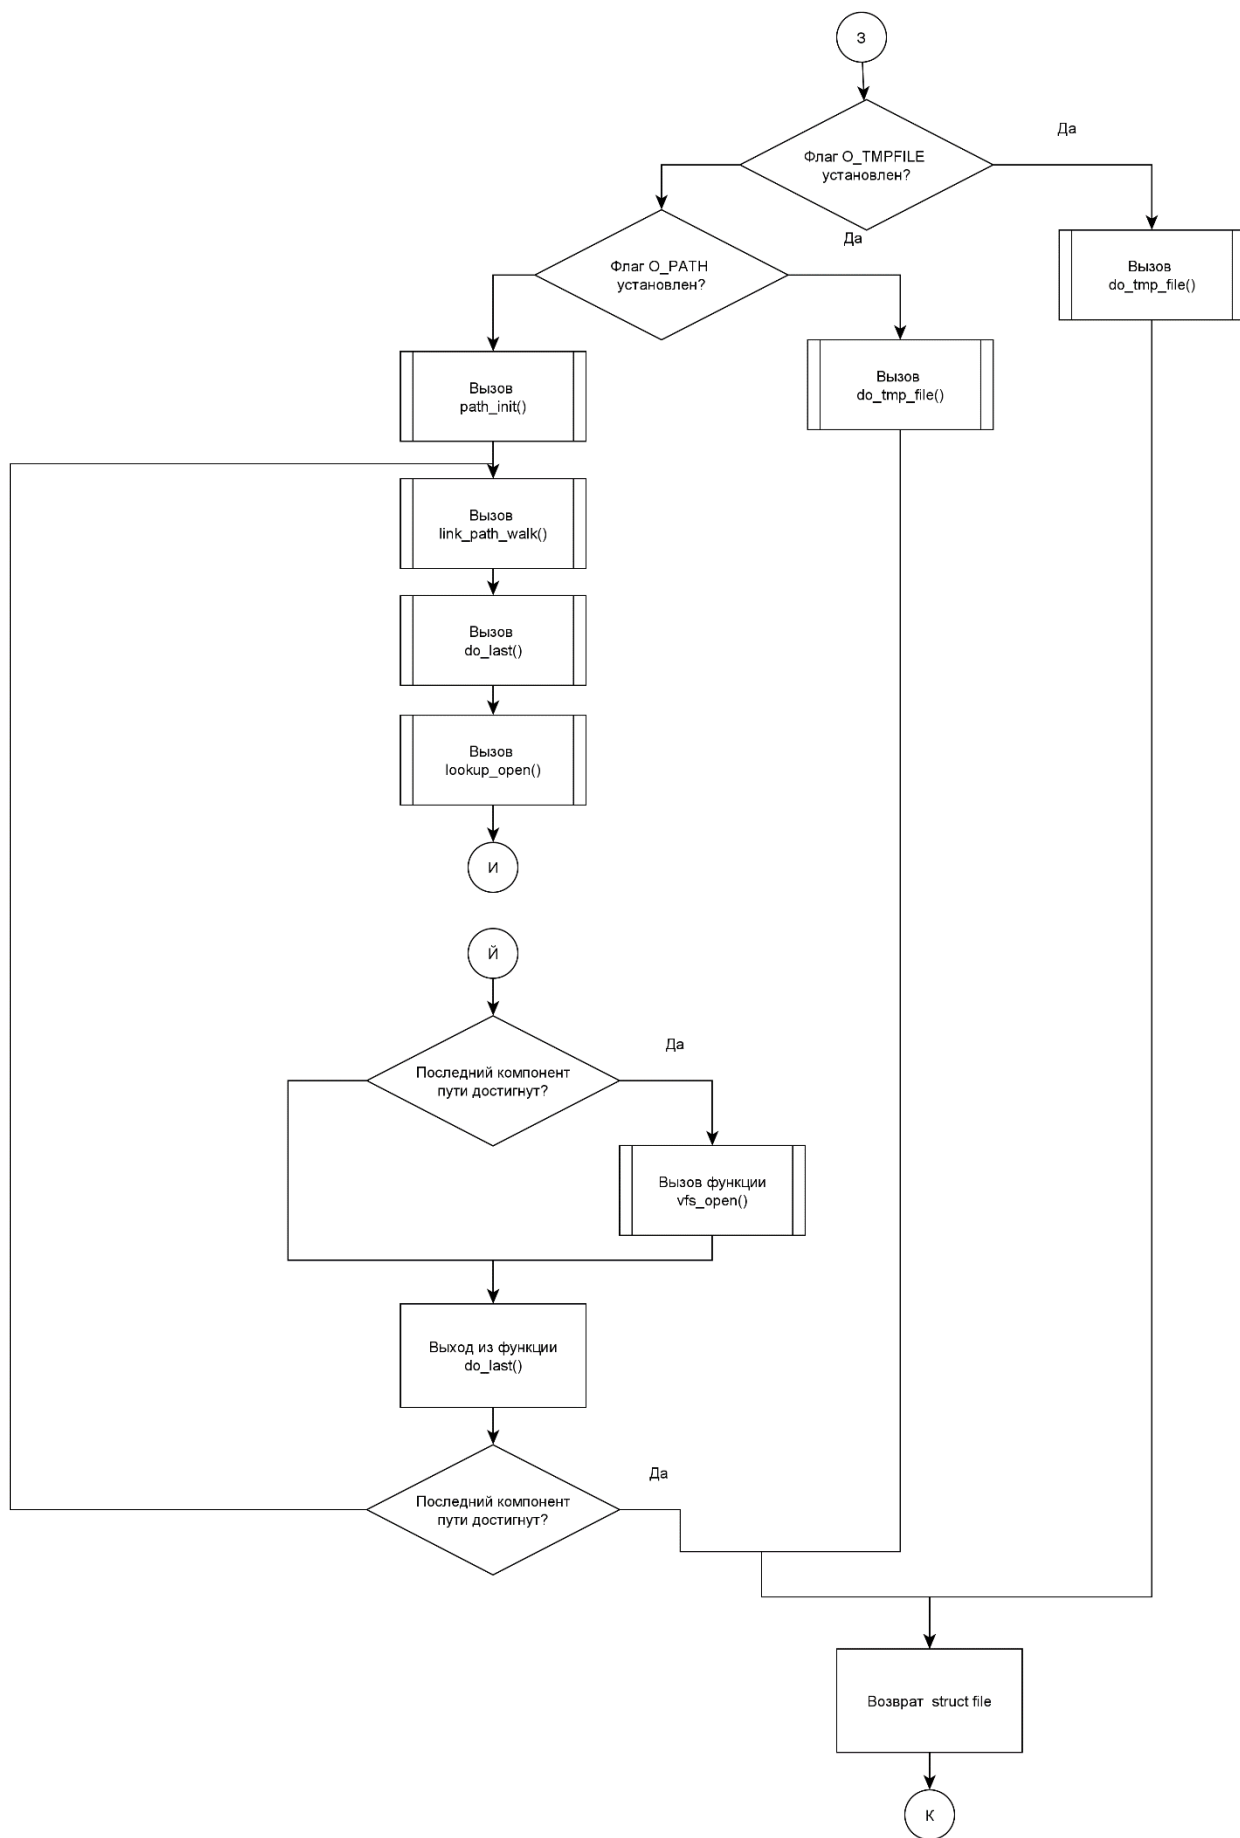 З
Да
Флаг O_TMPFILE
установлен?
Да
Флаг O_PATH
установлен?
Вызов
do_tmp_file()
Вызов
do_tmp_file()
Вызов
path_init()
Вызов
link_path_walk()
Вызов
do_last()
Вызов
lookup_open()
И
Й
Да
Последний компонент
пути достигнут?
Вызов функции
vfs_open()
Выход из функции
do_last()
Да
Последний компонент
пути достигнут?
Возврат struct file
К